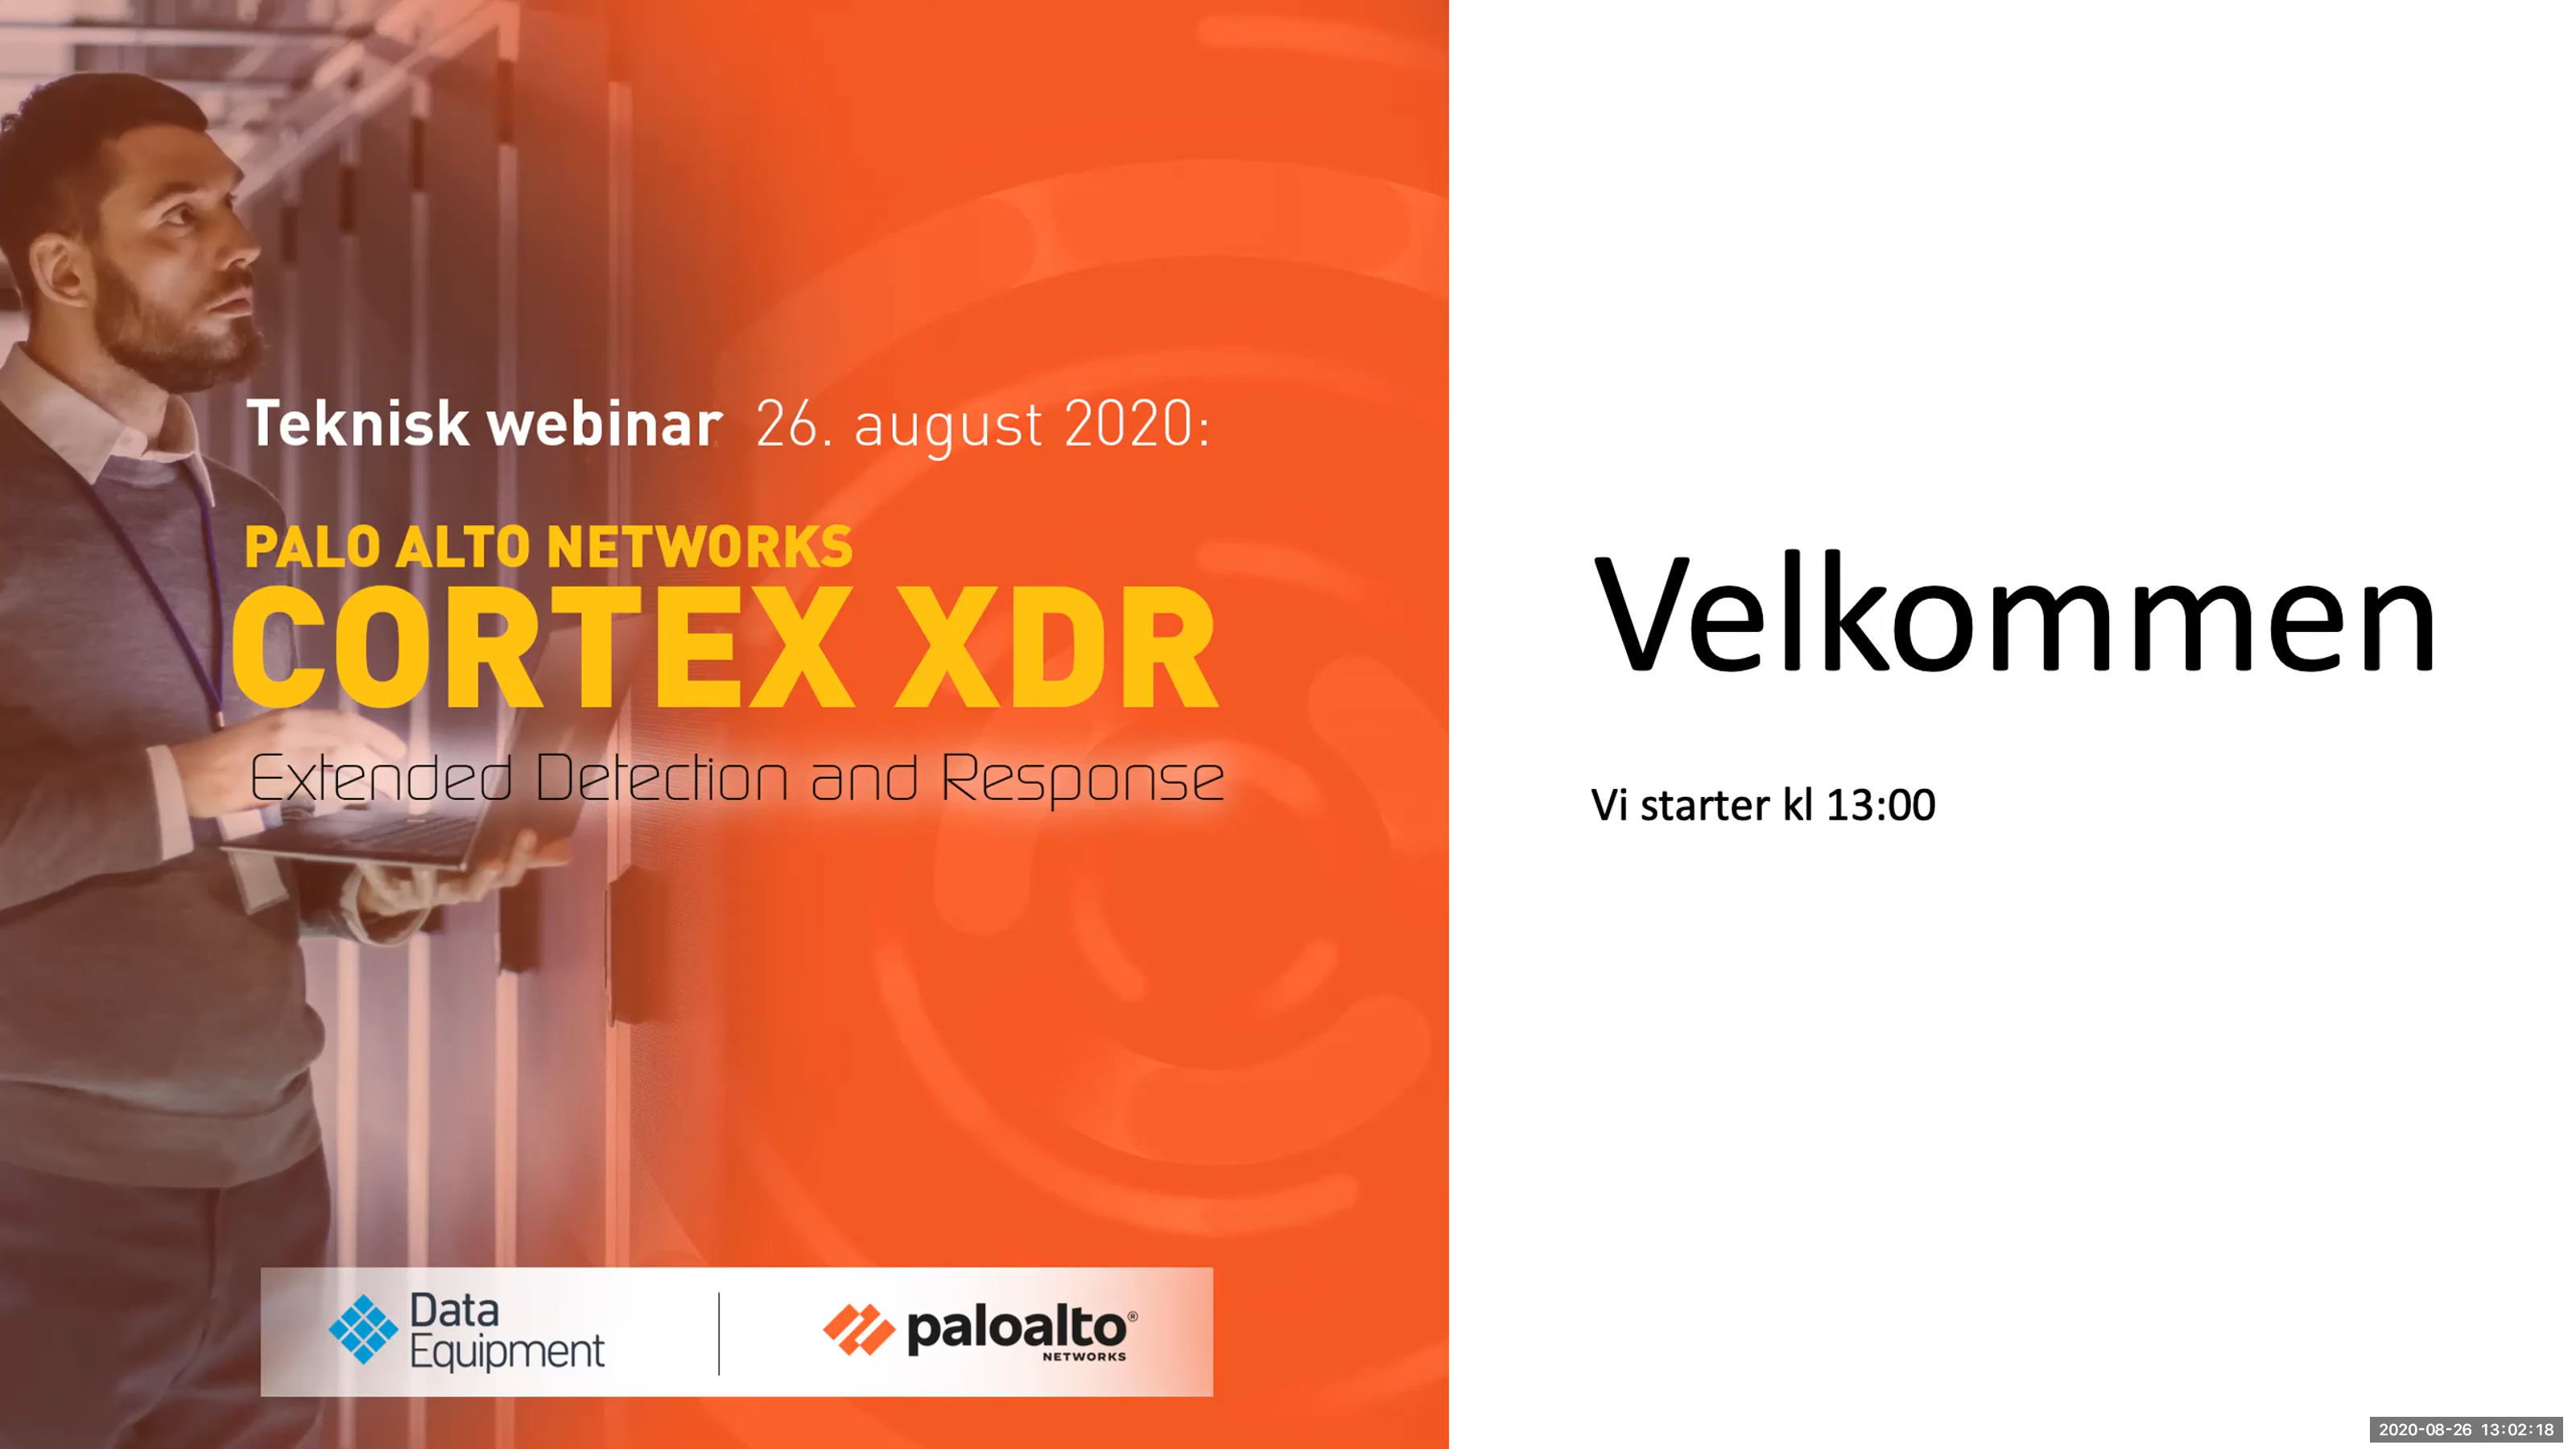 Teknisk webinar 26. august 2020:
PALO ALTO NETWORKS
CORTEX XDR
Extended Detection and Response
Data
Equipment
paloalto®
NETWORKS
Velkommen
Vi starter kl 13:00
2020-08-26 13:02:18